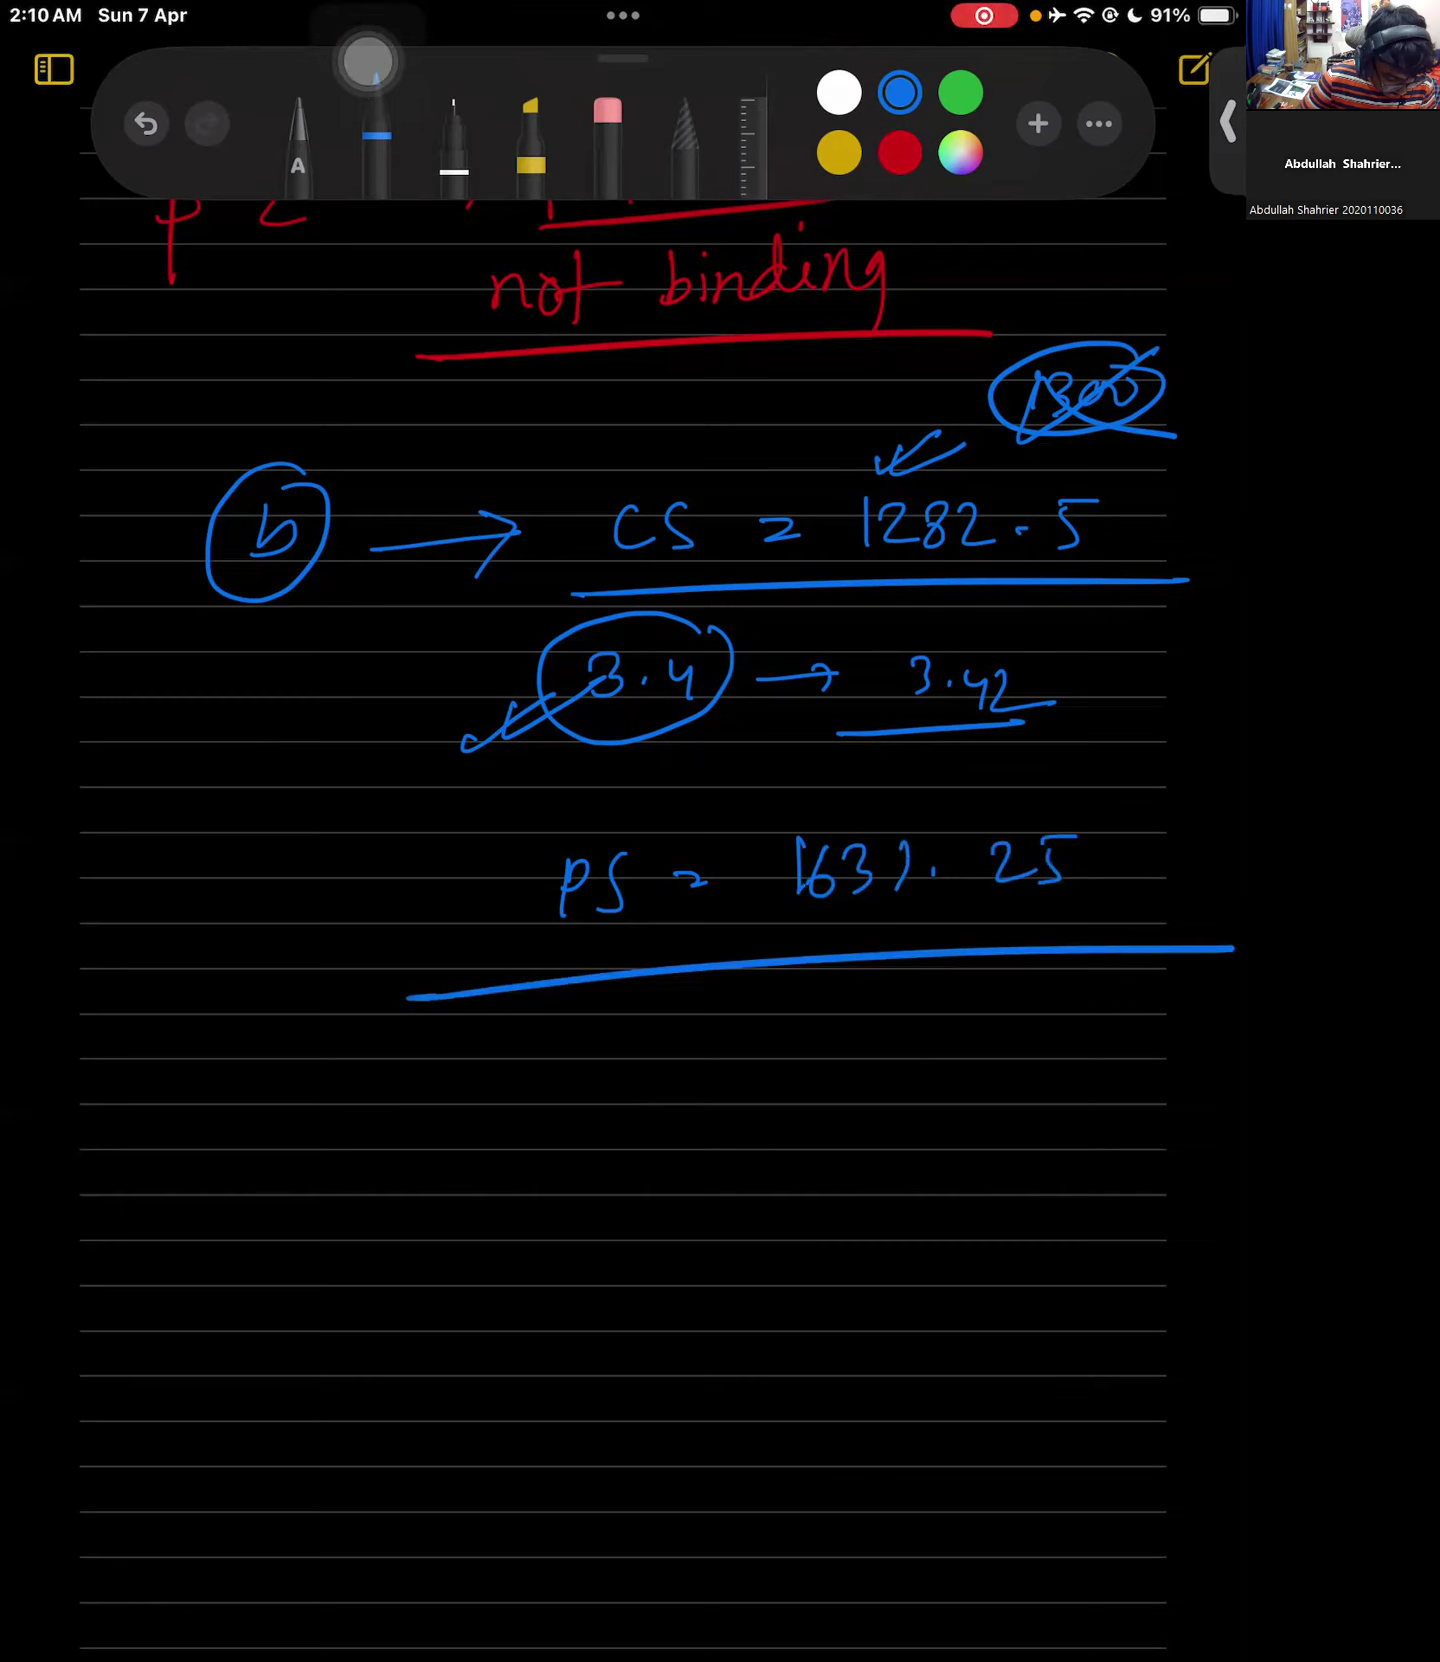 2:10 AM Sun 7 Apr
91%
A
Abdullah Shahrier...
Abdullah Shahrier 2020110036
not binding
b → CS = 1282.5
3.4 → 3.42
PS = 1631.25